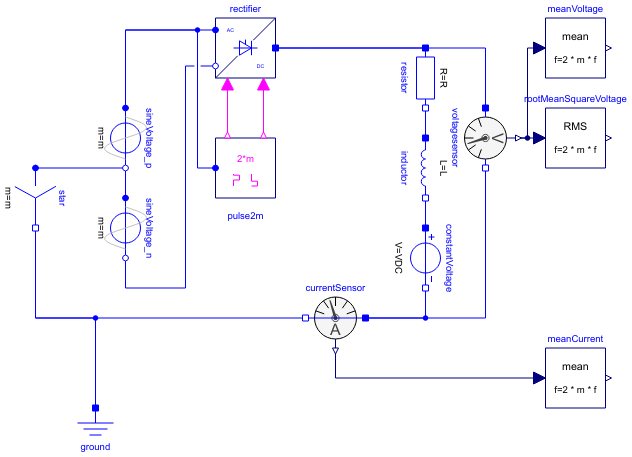 rectifier
meanVoltage
AC
DC
mean
f=2 * m * f
R=R
resistor
rootMeanSquareVoltage
RMS
f=2 * m * f
voltagesensor
V
sineVoltage_p
m=m
2*m
pulse2m
L=L
inductor
star
m=m
sineVoltage_n
m=m
constantVoltage
+
−
V=VDC
currentSensor
A
meanCurrent
mean
f=2 * m * f
ground